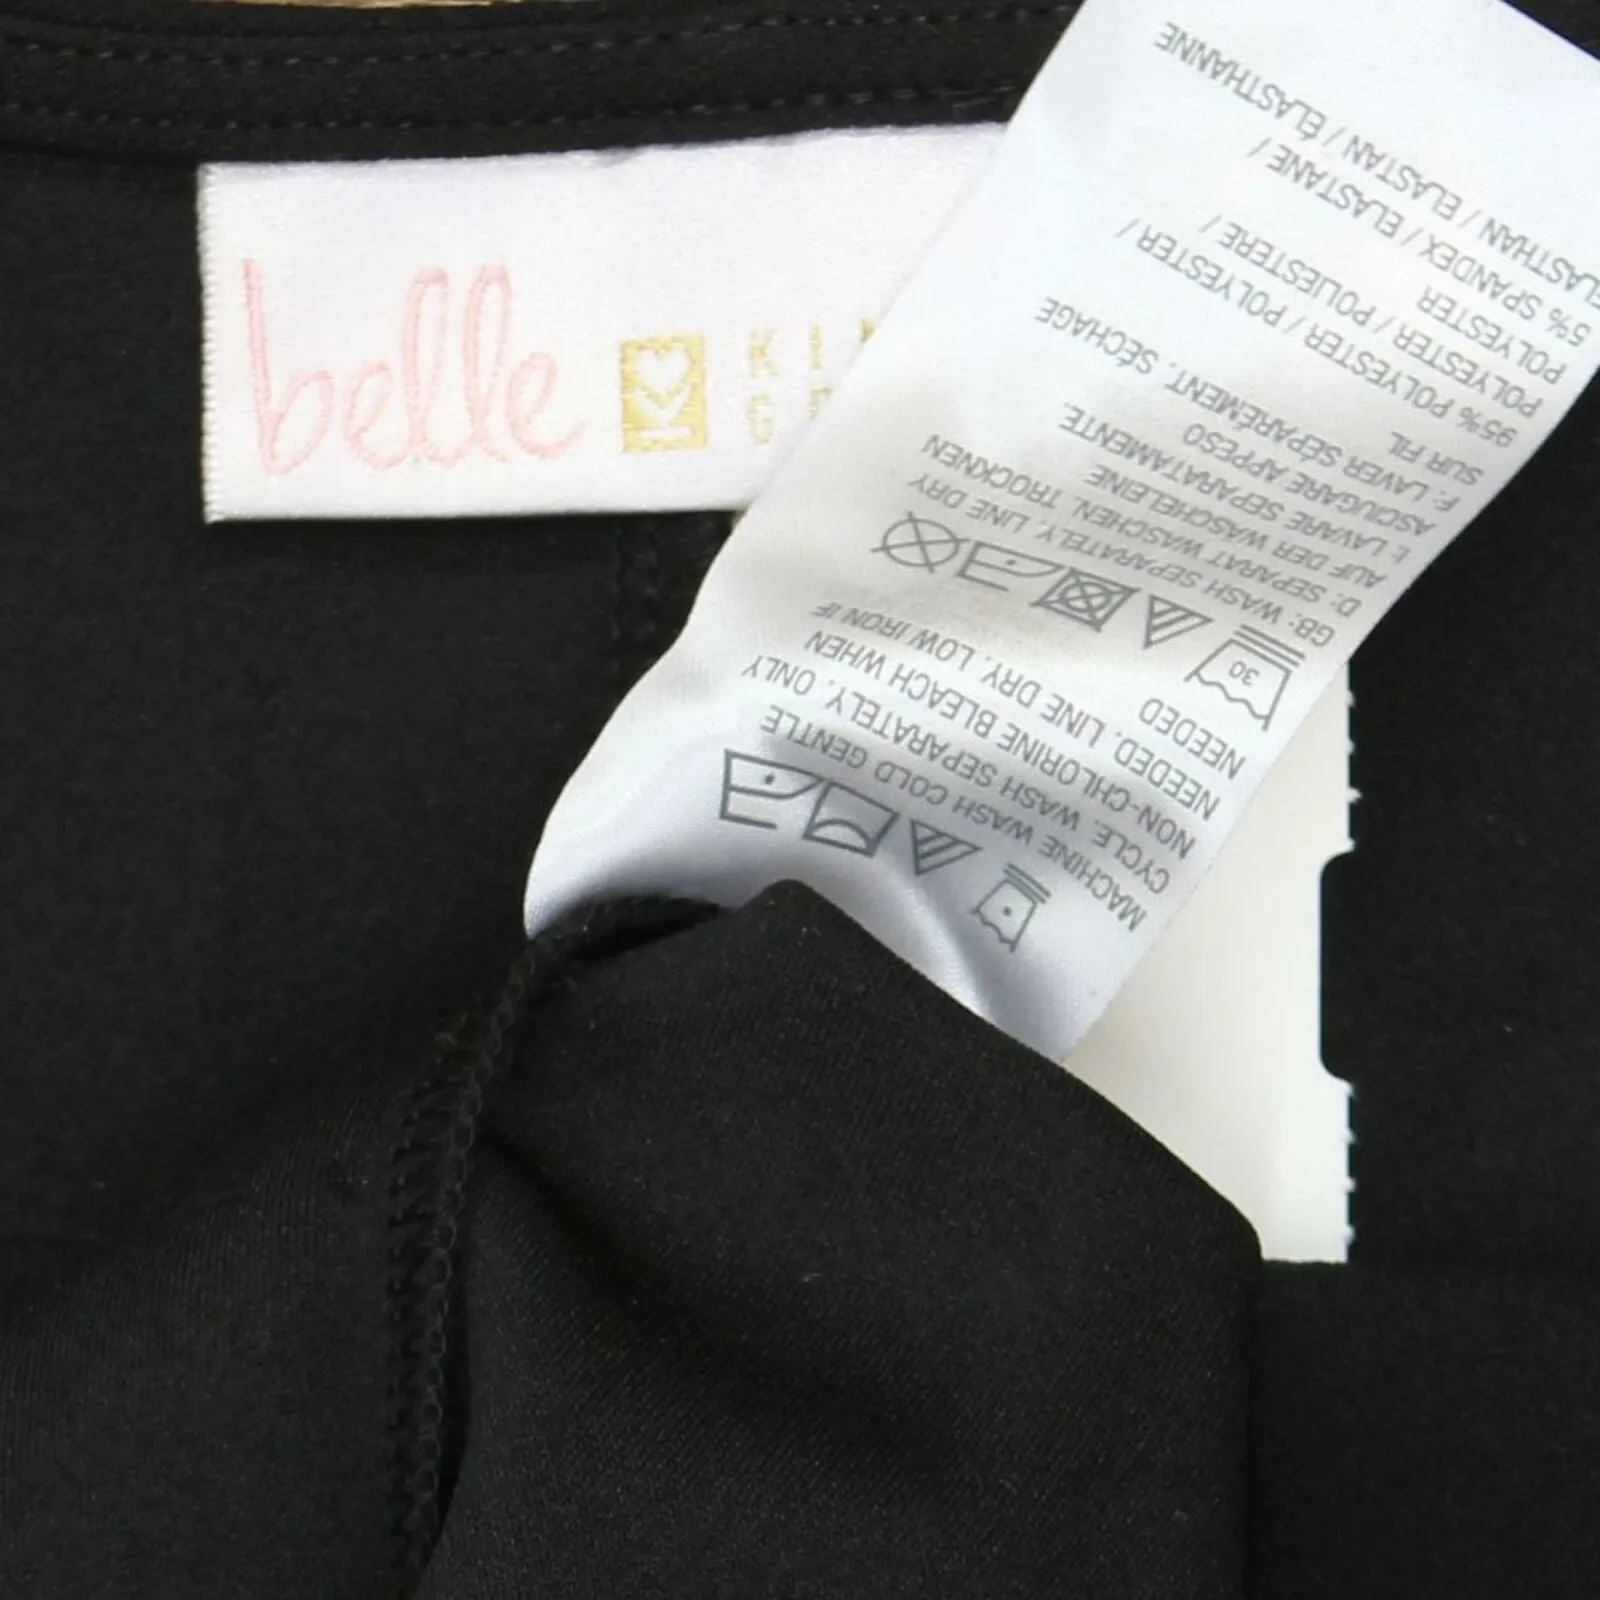 belle
K I
G
MACHINE WASH COLD GENTLE
CYCLE. WASH SEPARATELY. ONLY
NON-CHLORINE BLEACH WHEN
NEEDED. LINE DRY. LOW IRON IF
NEEDED
30
GB: WASH SEPARATELY. LINE DRY
D: SEPARAT WASCHEN. TROCKNEN
AUF DER WASCHELEINE
I: LAVARE SEPARATAMENTE.
ASCIUGARE APPESO
F: LAVER SÉPARÉMENT. SÉCHAGE
SUR FIL
95% POLYESTER / POLYESTER / POLYESTER /
POLYESTER / POLIESTERE /
POLYESTER
5% SPANDEX / ELASTANE /
ELASTHAN / ELASTAN / ÉLASTHANNE